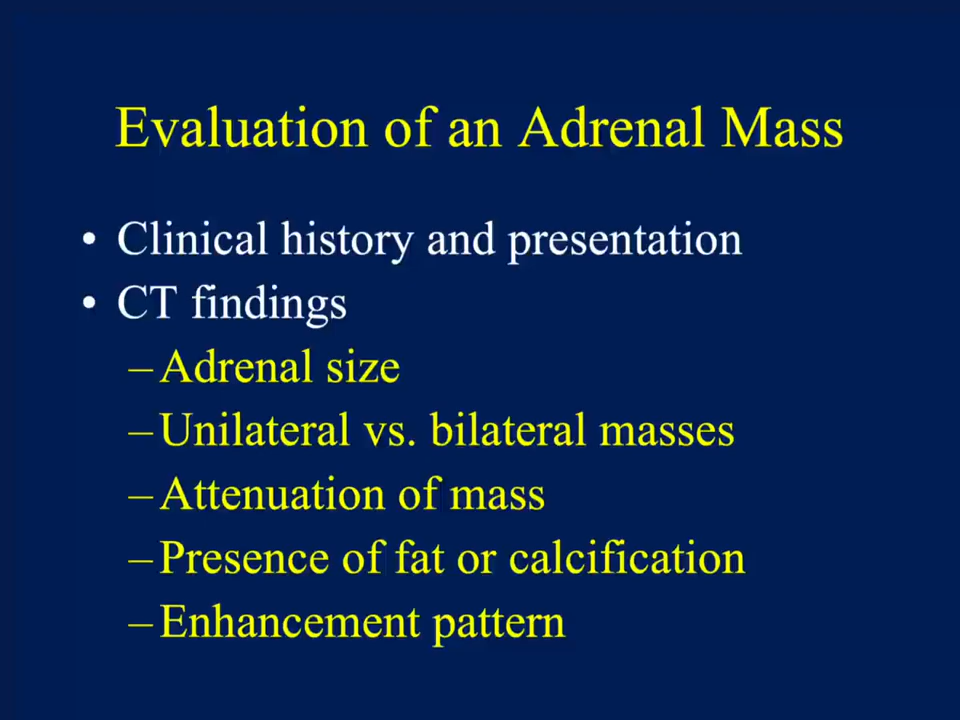 Evaluation of an Adrenal Mass
• Clinical history and presentation
• CT findings
–Adrenal size
–Unilateral vs. bilateral masses
–Attenuation of mass
–Presence of fat or calcification
–Enhancement pattern